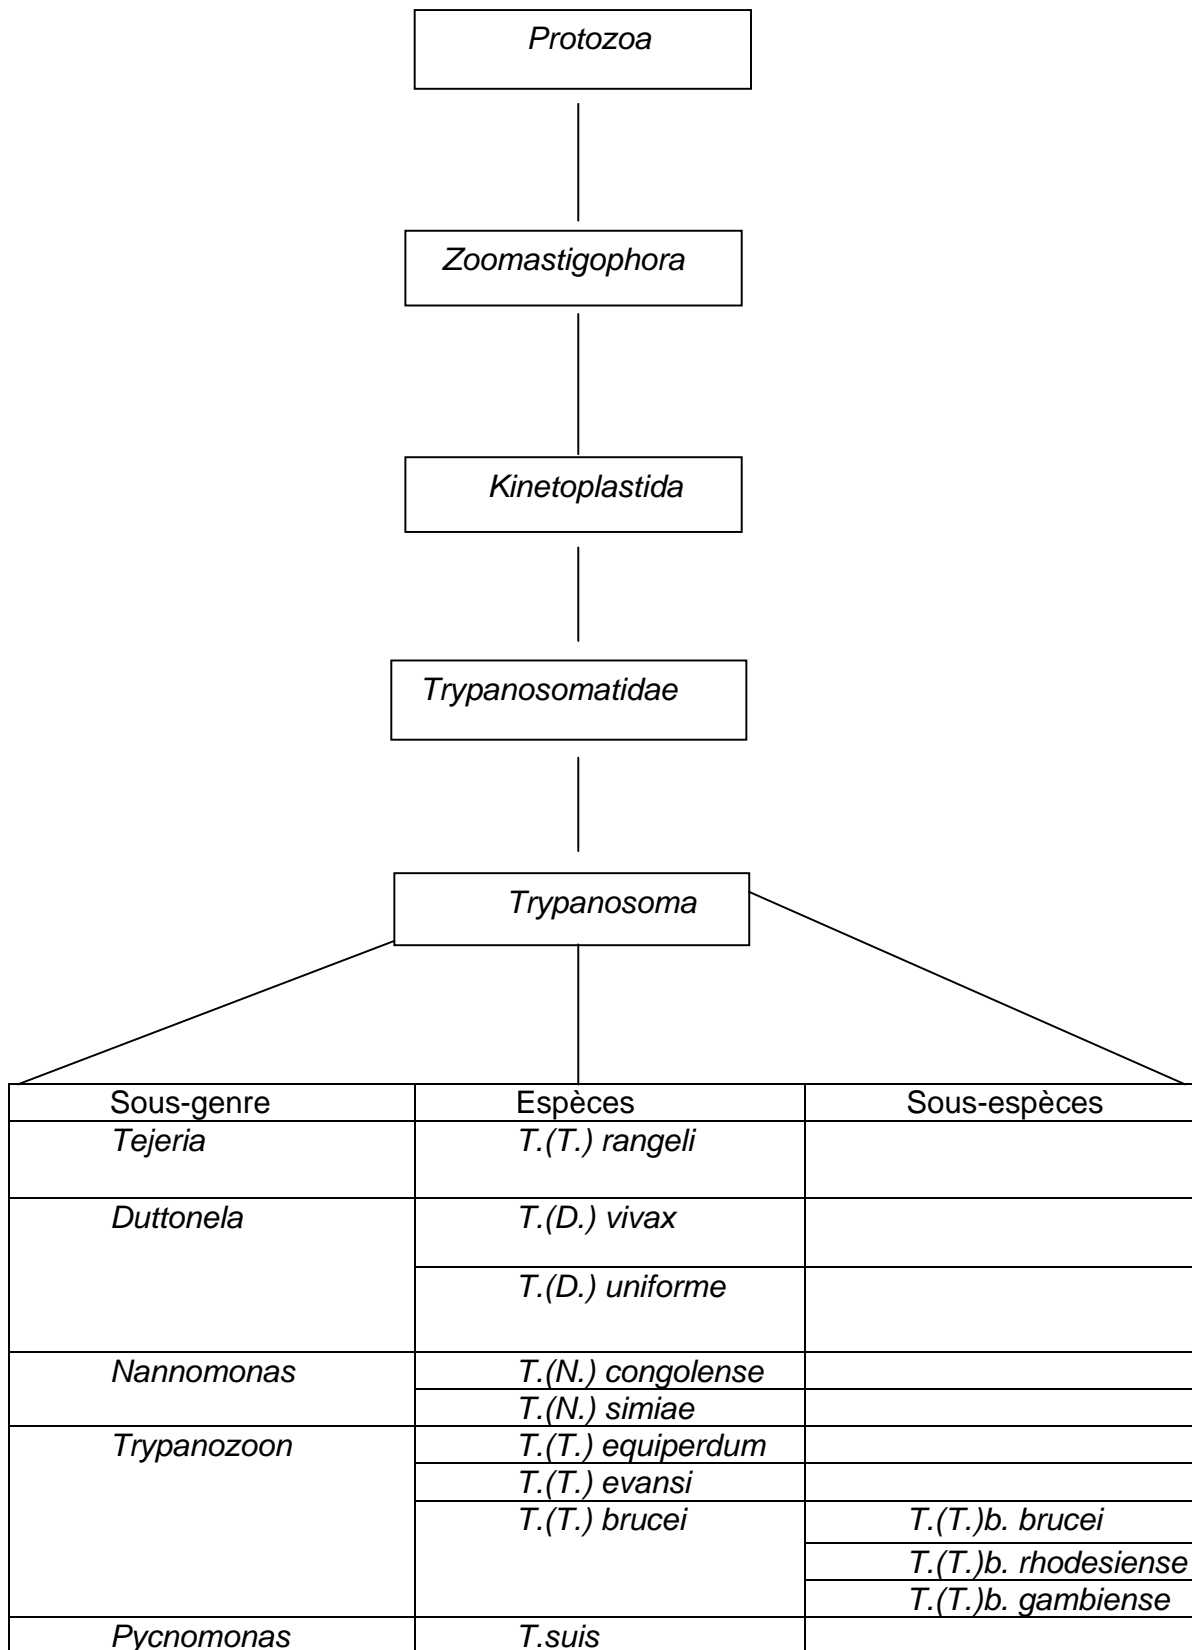 Protozoa
Zoomastigophora
Kinetoplastida
Trypanosomatidae
Trypanosoma
Sous-genre Espèces Sous-espèces
Tejeria T.(T.) rangeli
Duttonela T.(D.) vivax
T.(D.) uniforme
Nannomonas T.(N.) congolense
T.(N.) simiae
Trypanozoon T.(T.) equiperdum
T.(T.) evansi
T.(T.) brucei T.(T.)b. brucei
T.(T.)b. rhodesiense
T.(T.)b. gambiense
Pycnomonas T.suis